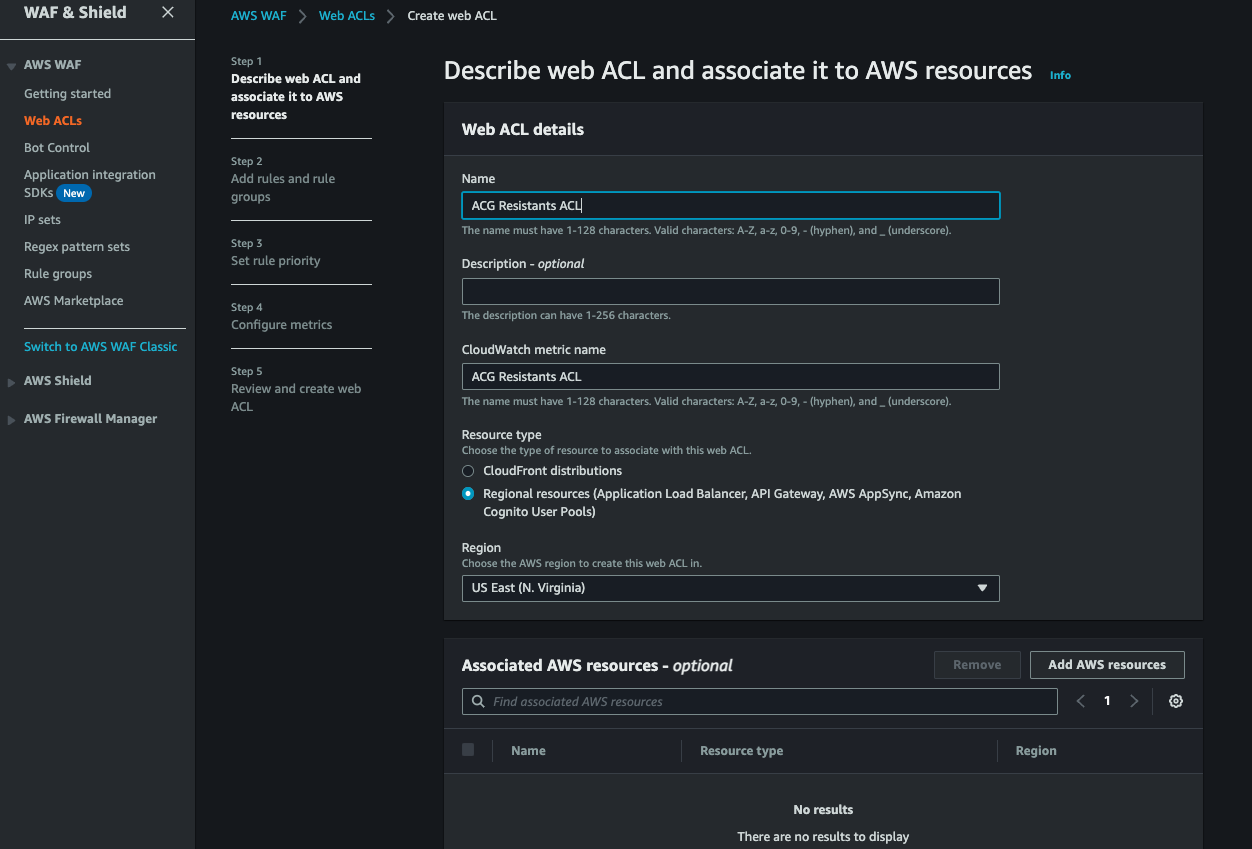 WAF & Shield
AWS WAF
Getting started
Web ACLs
Bot Control
Application integration
SDKs New
IP sets
Regex pattern sets
Rule groups
AWS Marketplace
Switch to AWS WAF Classic
AWS Shield
AWS Firewall Manager
AWS WAF
Web ACLs
Create web ACL
Step 1
Describe web ACL and
associate it to AWS
resources
Step 2
Add rules and rule
groups
Step 3
Set rule priority
Step 4
Configure metrics
Step 5
Review and create web
ACL
Describe web ACL and associate it to AWS resources Info
Web ACL details
Name
ACG Resistants ACL
The name must have 1-128 characters. Valid characters: A-Z, a-z, 0-9, - (hyphen), and _ (underscore).
Description - optional
The description can have 1-256 characters.
CloudWatch metric name
ACG Resistants ACL
The name must have 1-128 characters. Valid characters: A-Z, a-z, 0-9, - (hyphen), and _ (underscore).
Resource type
Choose the type of resource to associate with this web ACL.
CloudFront distributions
Regional resources (Application Load Balancer, API Gateway, AWS AppSync, Amazon
Cognito User Pools)
Region
Choose the AWS region to create this web ACL in.
US East (N. Virginia)
Associated AWS resources - optional
Remove
Add AWS resources
Find associated AWS resources
1
Name
Resource type
Region
No results
There are no results to display